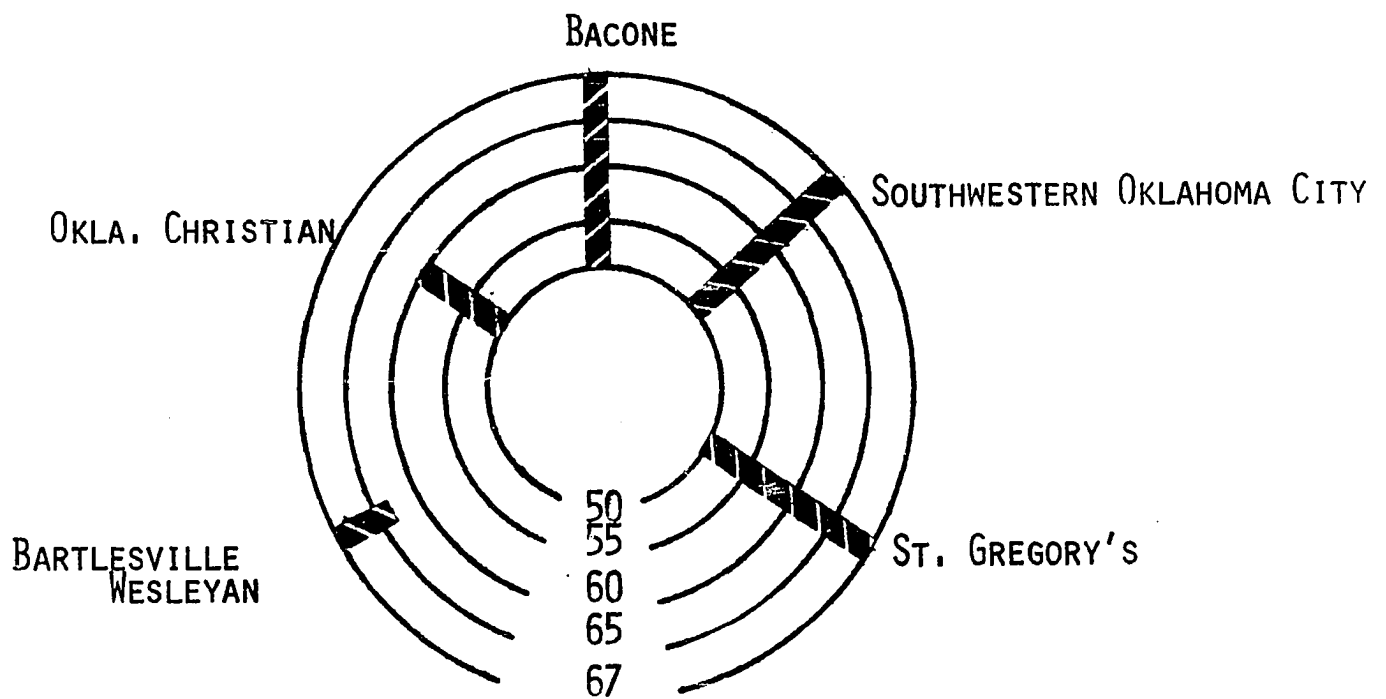 BACONE
SOUTHWESTERN OKLAHOMA CITY
OKLA. CHRISTIAN
BARTLESVILLE
WESLEYAN
ST. GREGORY'S
50
55
60
65
67